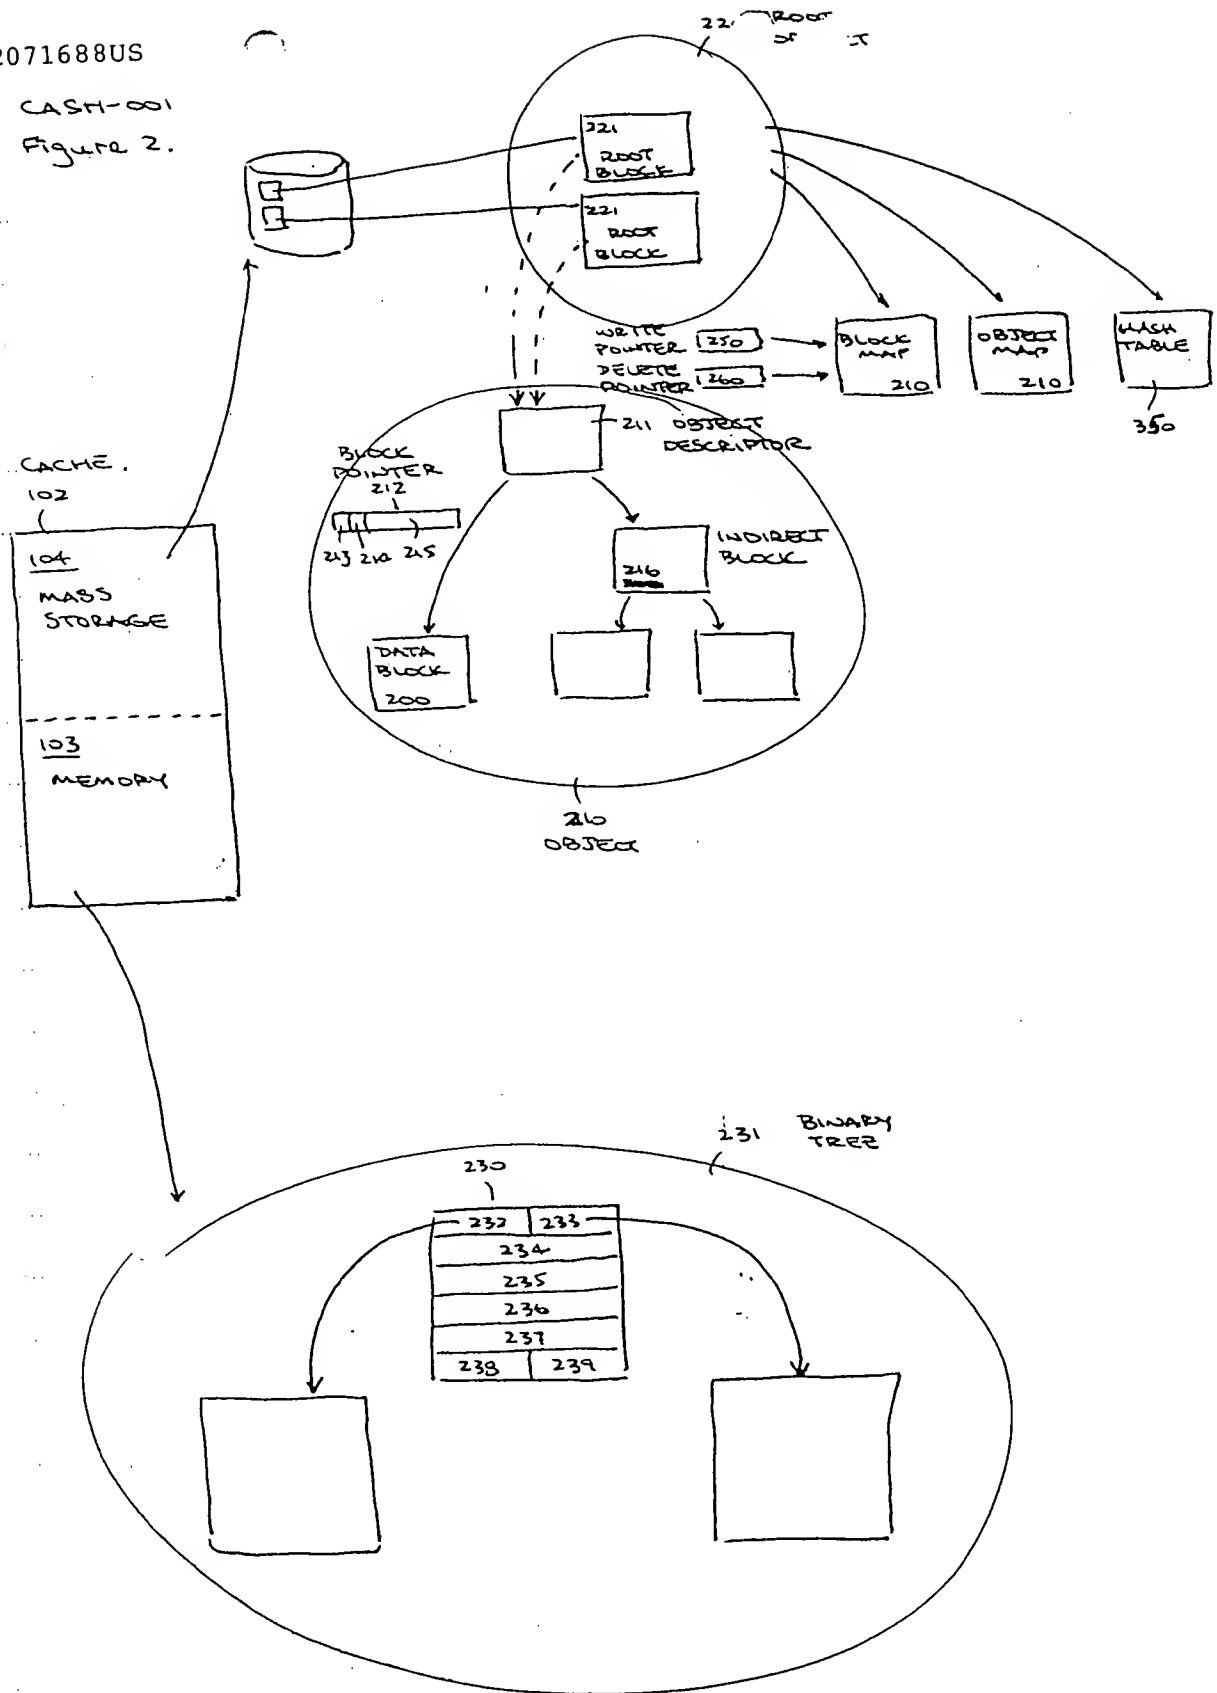 2071688US
CASH-001
Figure 2.
ROOT
221
ROOT
BLOCK
221
ROOT
BLOCK
WRITE
POINTER
250
DELETE
POINTER
260
BLOCK
MAP
210
OBJECT
MAP
210
HASH
TABLE
350
211 OBJECT
DESCRIPTOR
BLOCK
POINTER
212
213 214 215
INDIRECT
BLOCK
216
DATA
BLOCK
200
210
OBJECT
CACHE.
102
104
MASS
STORAGE
103
MEMORY
231 BINARY
TREE
230
232 233
234
235
236
237
238 239